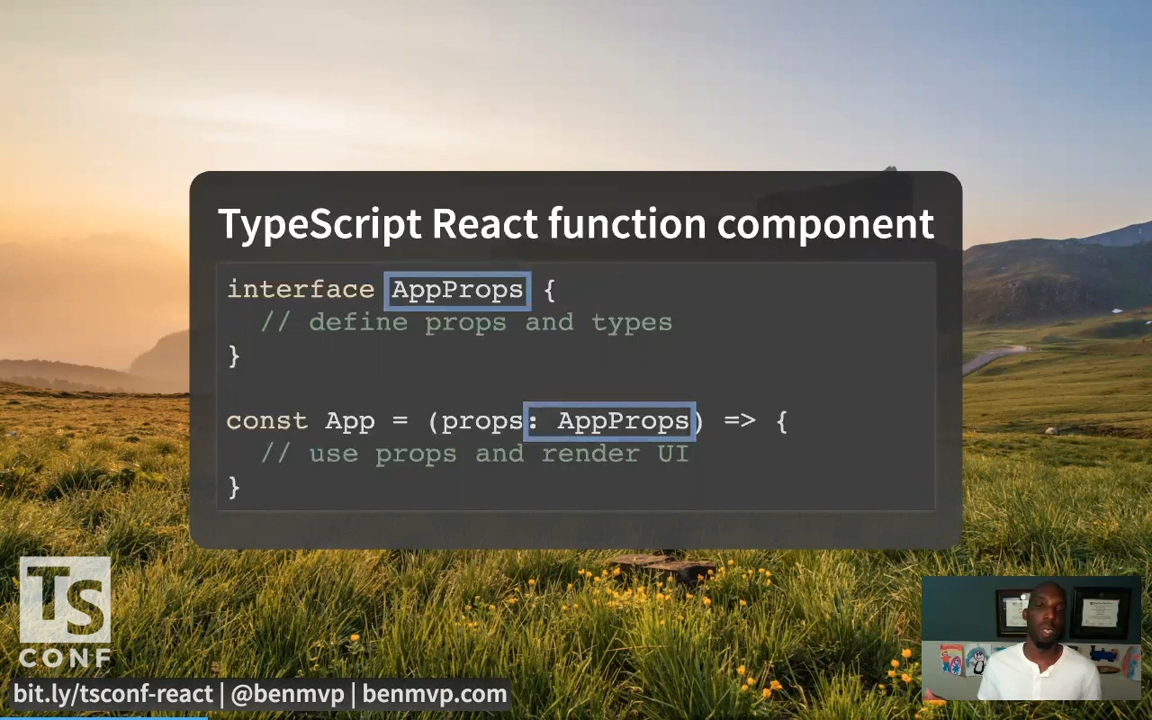 TypeScript React function component
interface AppProps {
  // define props and types
}
const App = (props: AppProps) => {
  // use props and render UI
}
TS
CONF
bit.ly/tsconf-react | @benmvp | benmvp.com